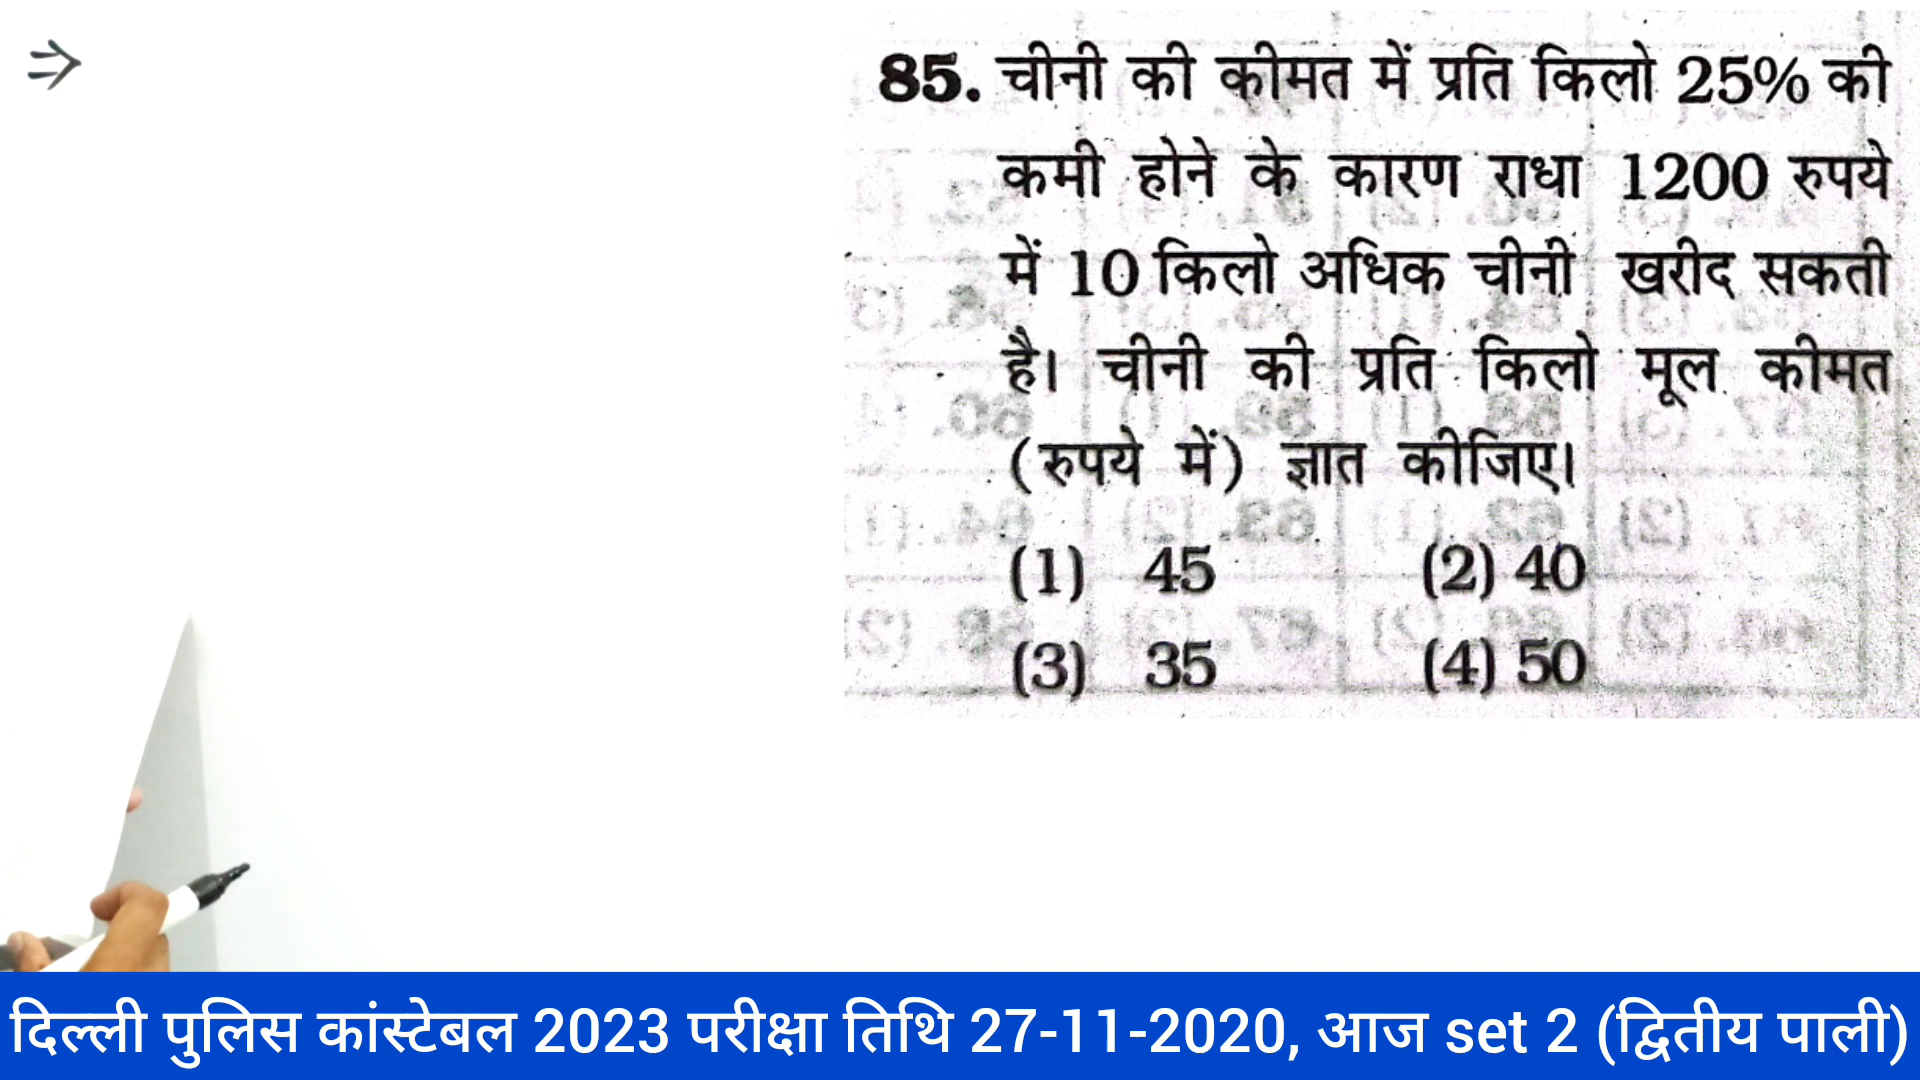 ⇒
85. चीनी की कीमत में प्रति किलो 25% की
कमी होने के कारण राधा 1200 रुपये
में 10 किलो अधिक चीनी खरीद सकती
है। चीनी की प्रति किलो मूल कीमत
(रुपये में) ज्ञात कीजिए।
(1) 45 (2) 40
(3) 35 (4) 50
दिल्ली पुलिस कांस्टेबल 2023 परीक्षा तिथि 27-11-2020, आज set 2 (द्वितीय पाली)